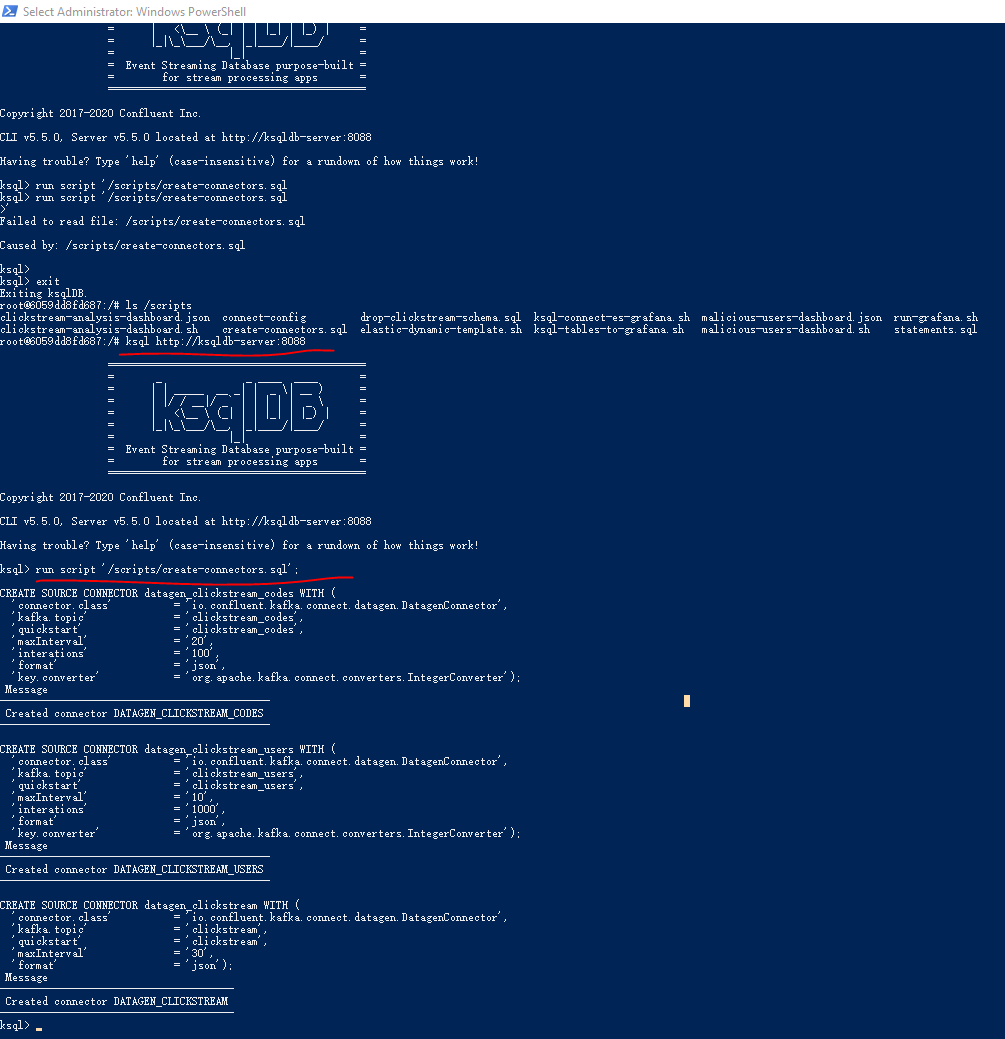 Select Administrator: Windows PowerShell
= Event Streaming Database purpose-built =
= for stream processing apps =
Copyright 2017-2020 Confluent Inc.
CLI v5.5.0, Server v5.5.0 located at http://ksqldb-server:8088
Having trouble? Type 'help' (case-insensitive) for a rundown of how things work!
ksql> run script '/scripts/create-connectors.sql
ksql> run script '/scripts/create-connectors.sql
>'
Failed to read file: /scripts/create-connectors.sql
Caused by: /scripts/create-connectors.sql
ksql>
ksql> exit
Exiting ksqlDB.
root@6059dd8fd687:/# ls /scripts
clickstream-analysis-dashboard.json connect-config drop-clickstream-schema.sql ksql-connect-es-grafana.sh malicious-users-dashboard.json run-grafana.sh
clickstream-analysis-dashboard.sh create-connectors.sql elastic-dynamic-template.sh ksql-tables-to-grafana.sh malicious-users-dashboard.sh statements.sql
root@6059dd8fd687:/# ksql http://ksqldb-server:8088
ksqlDB
= Event Streaming Database purpose-built =
= for stream processing apps =
Copyright 2017-2020 Confluent Inc.
CLI v5.5.0, Server v5.5.0 located at http://ksqldb-server:8088
Having trouble? Type 'help' (case-insensitive) for a rundown of how things work!
ksql> run script '/scripts/create-connectors.sql';
CREATE SOURCE CONNECTOR datagen_clickstream_codes WITH (
'connector.class' = 'io.confluent.kafka.connect.datagen.DatagenConnector',
'kafka.topic' = 'clickstream_codes',
'quickstart' = 'clickstream_codes',
'maxInterval' = '20',
'interations' = '100',
'format' = 'json',
'key.converter' = 'org.apache.kafka.connect.converters.IntegerConverter');
Message
Created connector DATAGEN_CLICKSTREAM_CODES
CREATE SOURCE CONNECTOR datagen_clickstream_users WITH (
'connector.class' = 'io.confluent.kafka.connect.datagen.DatagenConnector',
'kafka.topic' = 'clickstream_users',
'quickstart' = 'clickstream_users',
'maxInterval' = '10',
'interations' = '1000',
'format' = 'json',
'key.converter' = 'org.apache.kafka.connect.converters.IntegerConverter');
Message
Created connector DATAGEN_CLICKSTREAM_USERS
CREATE SOURCE CONNECTOR datagen_clickstream WITH (
'connector.class' = 'io.confluent.kafka.connect.datagen.DatagenConnector',
'kafka.topic' = 'clickstream',
'quickstart' = 'clickstream',
'maxInterval' = '30',
'format' = 'json');
Message
Created connector DATAGEN_CLICKSTREAM
ksql>